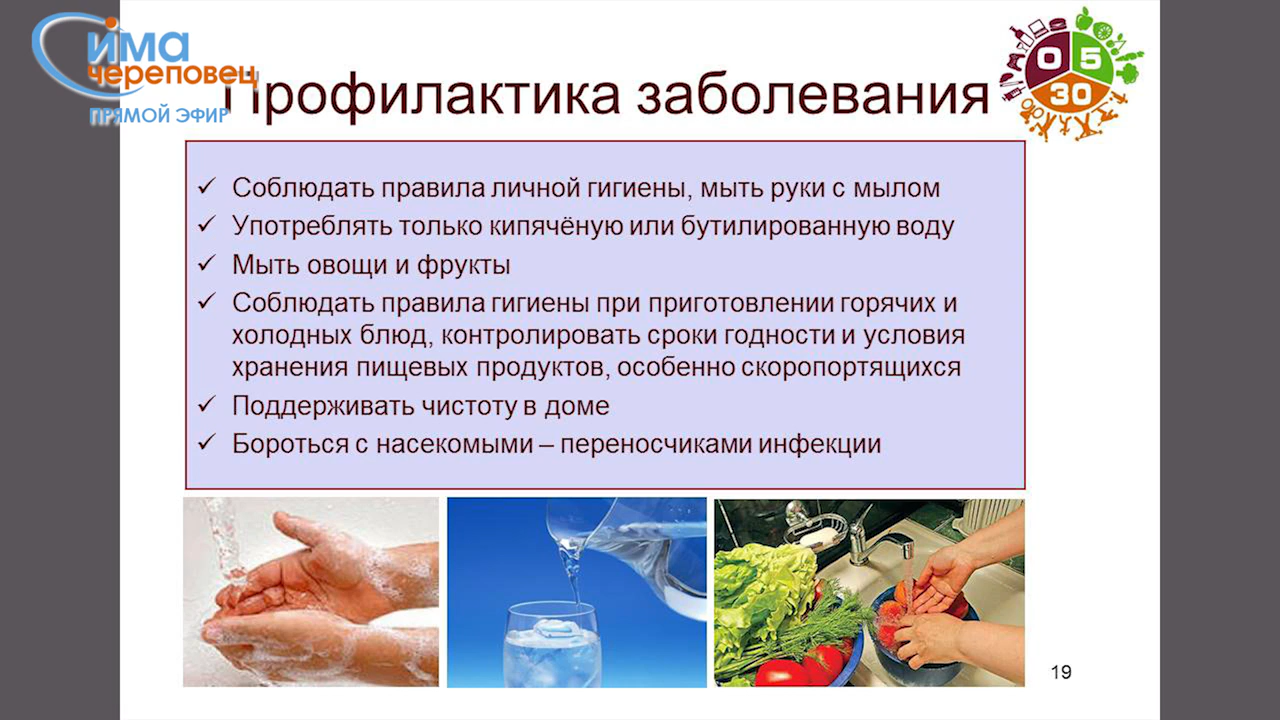 има
Череповец
ПРЯМОЙ ЭФИР
Профилактика заболевания
0 5
30
Соблюдать правила личной гигиены, мыть руки с мылом
Употреблять только кипячёную или бутилированную воду
Мыть овощи и фрукты
Соблюдать правила гигиены при приготовлении горячих и
холодных блюд, контролировать сроки годности и условия
хранения пищевых продуктов, особенно скоропортящихся
Поддерживать чистоту в доме
Бороться с насекомыми – переносчиками инфекции
19